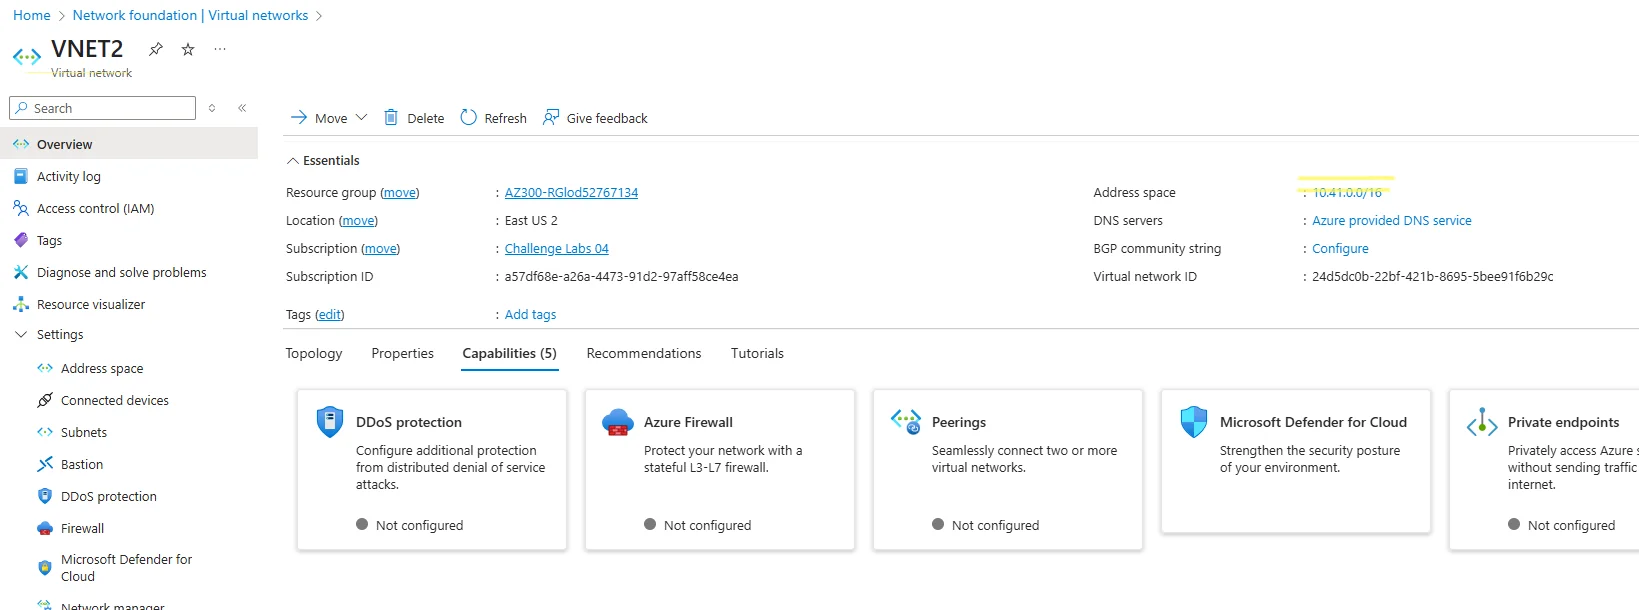 Home > Network foundation | Virtual networks >
VNET2
Virtual network
Search
Move Delete Refresh Give feedback
Overview
Activity log
Access control (IAM)
Tags
Diagnose and solve problems
Resource visualizer
Settings
Address space
Connected devices
Subnets
Bastion
DDoS protection
Firewall
Microsoft Defender for
Cloud
Network manager
Essentials
Resource group (move) : AZ300-RGlod52767134
Location (move) : East US 2
Subscription (move) : Challenge Labs 04
Subscription ID : a57df68e-a26a-4473-91d2-97aff58ce4ea
Tags (edit) : Add tags
Address space : 10.41.0.0/16
DNS servers : Azure provided DNS service
BGP community string : Configure
Virtual network ID : 24d5dc0b-22bf-421b-8695-5bee91f6b29c
Topology Properties Capabilities (5) Recommendations Tutorials
DDoS protection
Configure additional protection
from distributed denial of service
attacks.
Not configured
Azure Firewall
Protect your network with a
stateful L3-L7 firewall.
Not configured
Peerings
Seamlessly connect two or more
virtual networks.
Not configured
Microsoft Defender for Cloud
Strengthen the security posture
of your environment.
Private endpoints
Privately access Azure s
without sending traffic
internet.
Not configured